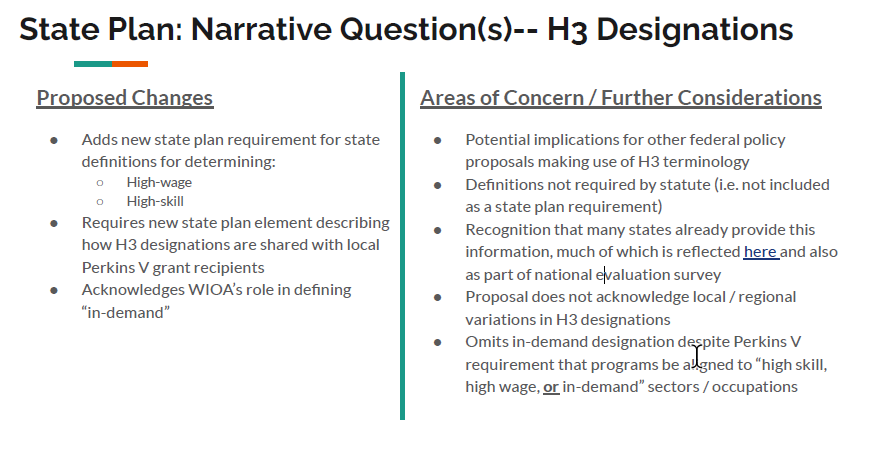 State Plan: Narrative Question(s)-- H3 Designations
Proposed Changes
● Adds new state plan requirement for state
definitions for determining:
○ High-wage
○ High-skill
● Requires new state plan element describing
how H3 designations are shared with local
Perkins V grant recipients
● Acknowledges WIOA’s role in defining
“in-demand”
Areas of Concern / Further Considerations
● Potential implications for other federal policy
proposals making use of H3 terminology
● Definitions not required by statute (i.e. not included
as a state plan requirement)
● Recognition that many states already provide this
information, much of which is reflected here and also
as part of national evaluation survey
● Proposal does not acknowledge local / regional
variations in H3 designations
● Omits in-demand designation despite Perkins V
requirement that programs be aligned to “high skill,
high wage, or in-demand” sectors / occupations